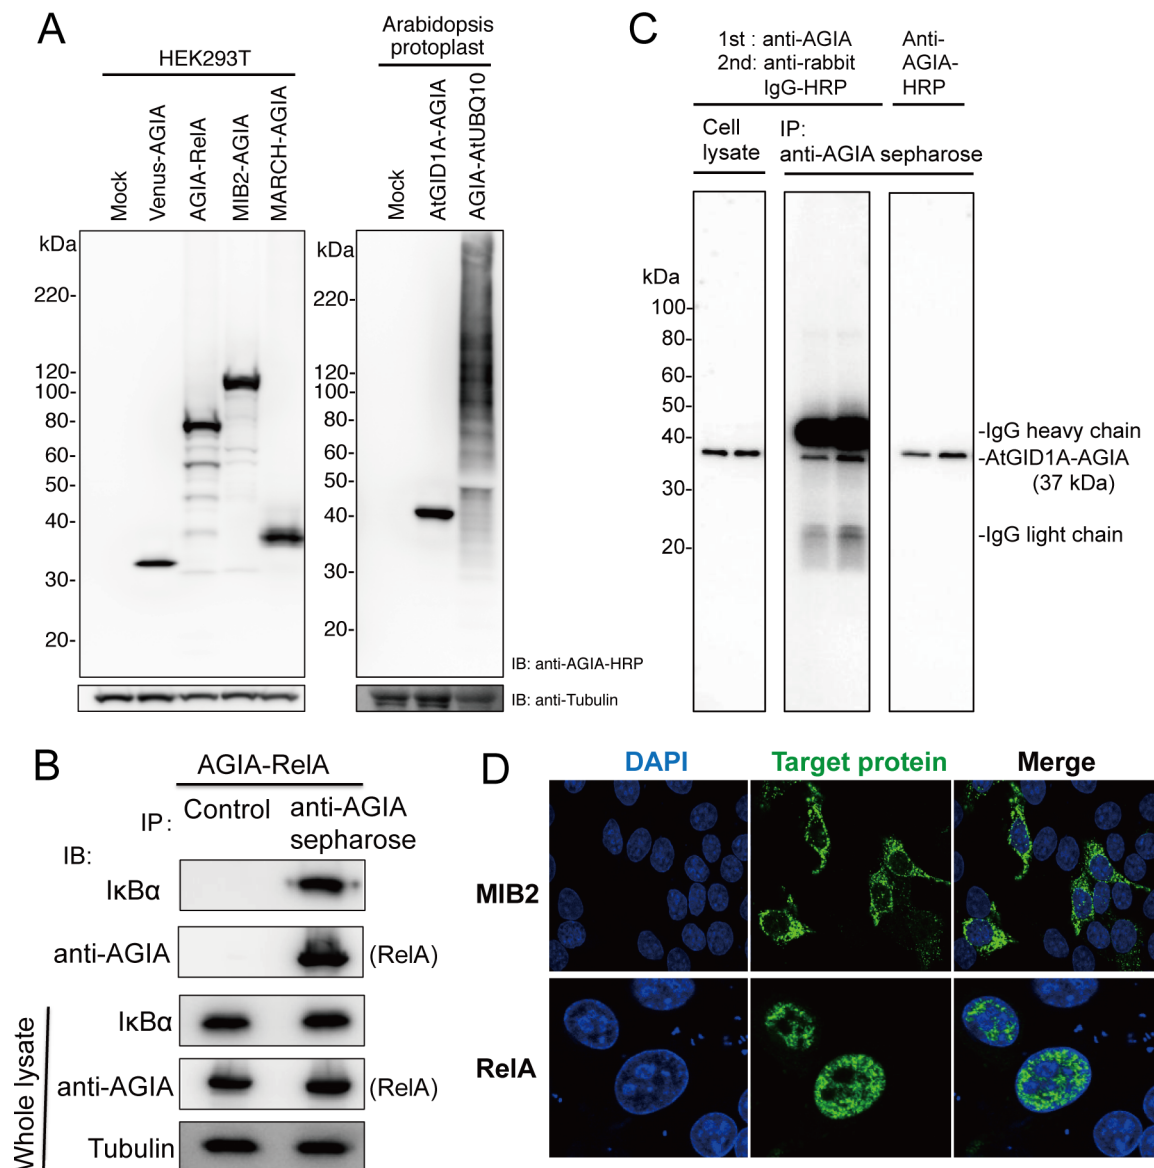 A
HEK293T
Mock
Venus-AGIA
AGIA-RelA
MIB2-AGIA
MARCH-AGIA
kDa
220-
120-
100-
80-
60-
50-
40-
30-
20-
Arabidopsis
protoplast
Mock
AtGID1A-AGIA
AGIA-AtUBQ10
kDa
220-
120-
100-
80-
60-
50-
40-
30-
20-
IB: anti-AGIA-HRP
IB: anti-Tubulin
C
1st : anti-AGIA
2nd: anti-rabbit
IgG-HRP
Anti-
AGIA-
HRP
Cell
lysate
IP:
anti-AGIA sepharose
kDa
100-
80-
60-
50-
40-
30-
20-
-IgG heavy chain
-AtGID1A-AGIA
(37 kDa)
-IgG light chain
B
AGIA-RelA
IP:
Control
anti-AGIA
sepharose
IB:
IκBα
anti-AGIA
(RelA)
Whole lysate
IκBα
anti-AGIA
(RelA)
Tubulin
D
DAPI
Target protein
Merge
MIB2
RelA